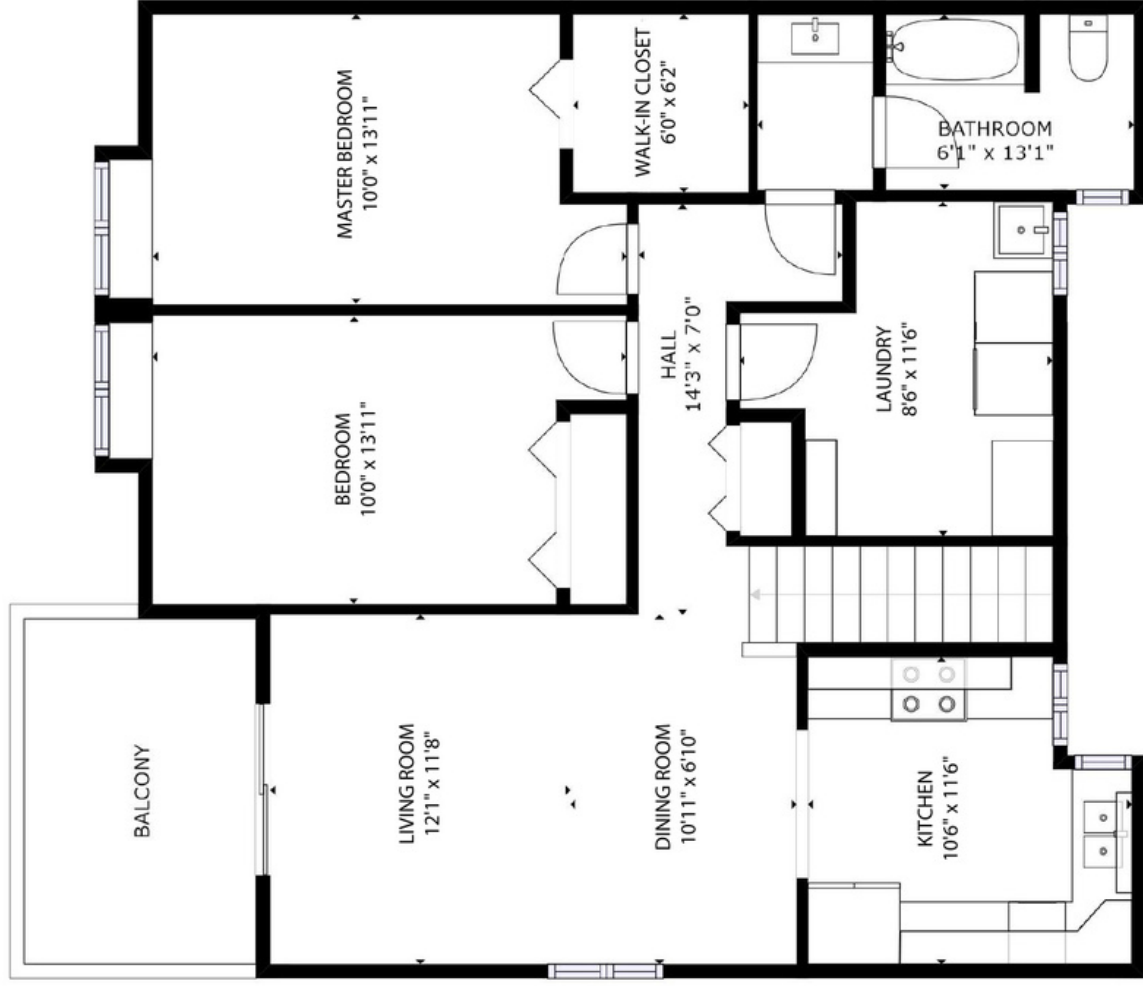 MASTER BEDROOM
10'0" x 13'11"
WALK-IN CLOSET
6'0" x 6'2"
BATHROOM
6'1" x 13'1"
BEDROOM
10'0" x 13'11"
HALL
14'3" x 7'0"
LAUNDRY
8'6" x 11'6"
BALCONY
LIVING ROOM
12'1" x 11'8"
DINING ROOM
10'11" x 6'10"
KITCHEN
10'6" x 11'6"